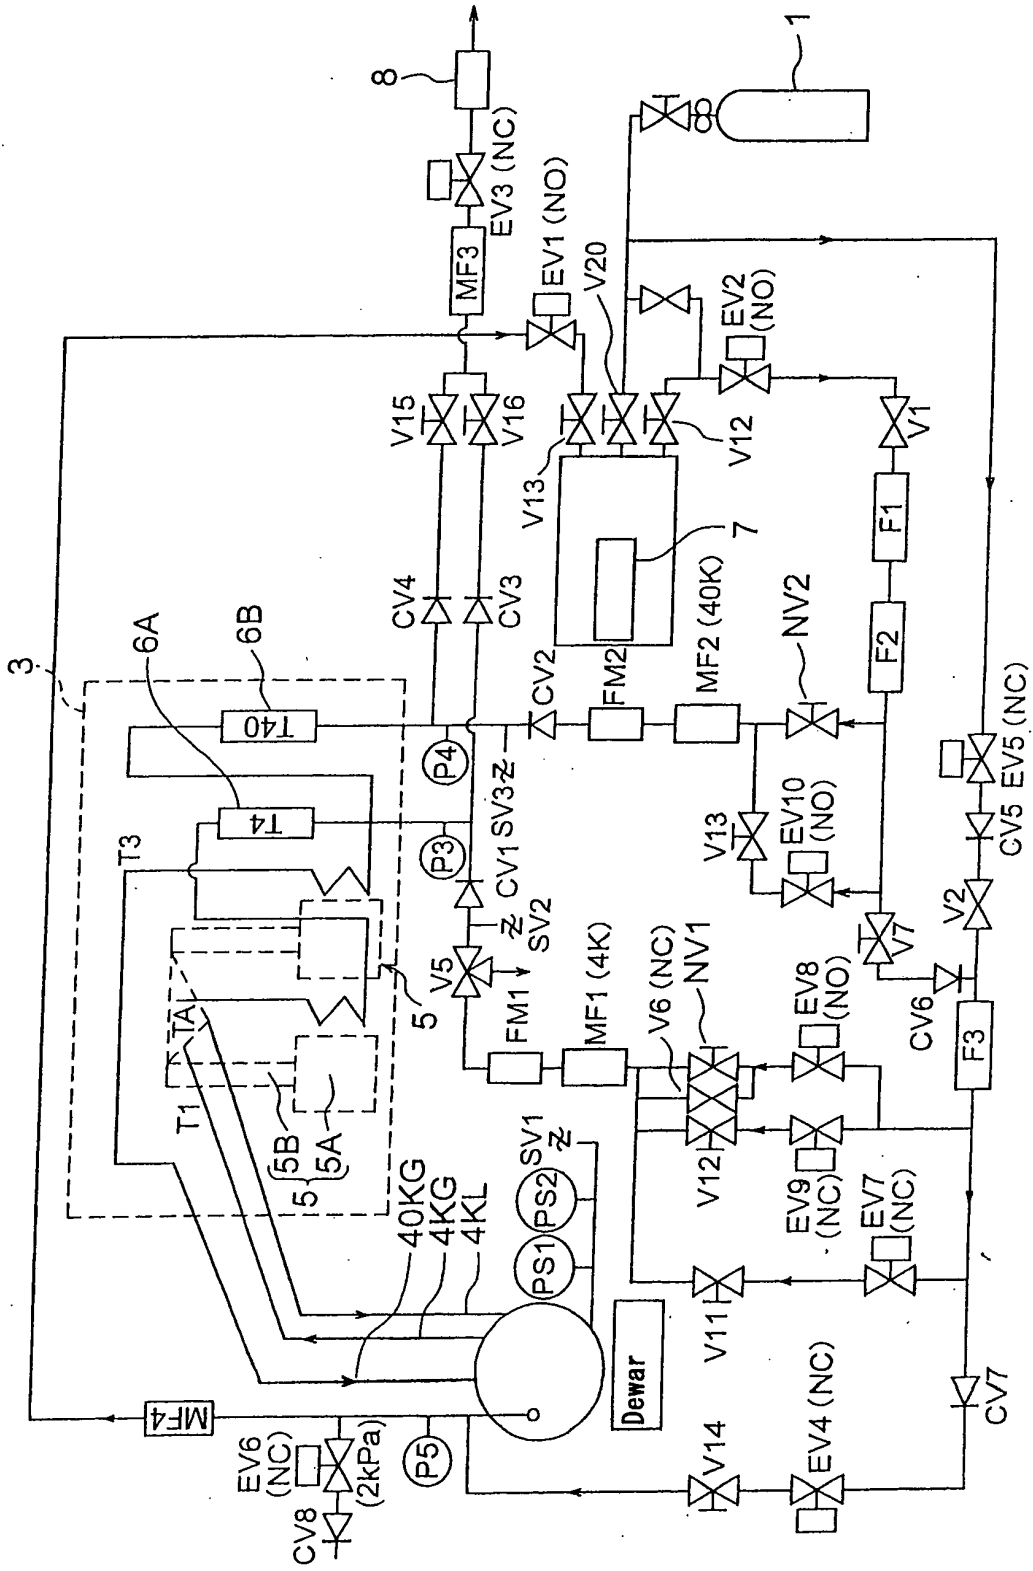 8
EV3 (NC)
MF3
EV1 (NO)
V20
1
EV2
(NO)
V15
V16
V13
V12
V1
7
F1
F2
CV4
CV3
3
6A
6B
T40
T4
P4
P3
CV2
FM2
MF2 (40K)
NV2
SV3
CV1
SV2
V13
EV10
(NO)
EV5 (NC)
CV5
V2
V7
CV6
F3
T3
TA
T1
5
5B
5A
5
V5
FM1
MF1 (4K)
V6 (NC)
NV1
EV8
(NO)
V12
EV9
(NC)
EV7
(NC)
V11
SV1
PS2
PS1
40KG
4KG
4KL
Dewar
MF4
EV6
(NC)
(2kPa)
P5
CV8
V14
EV4 (NC)
CV7